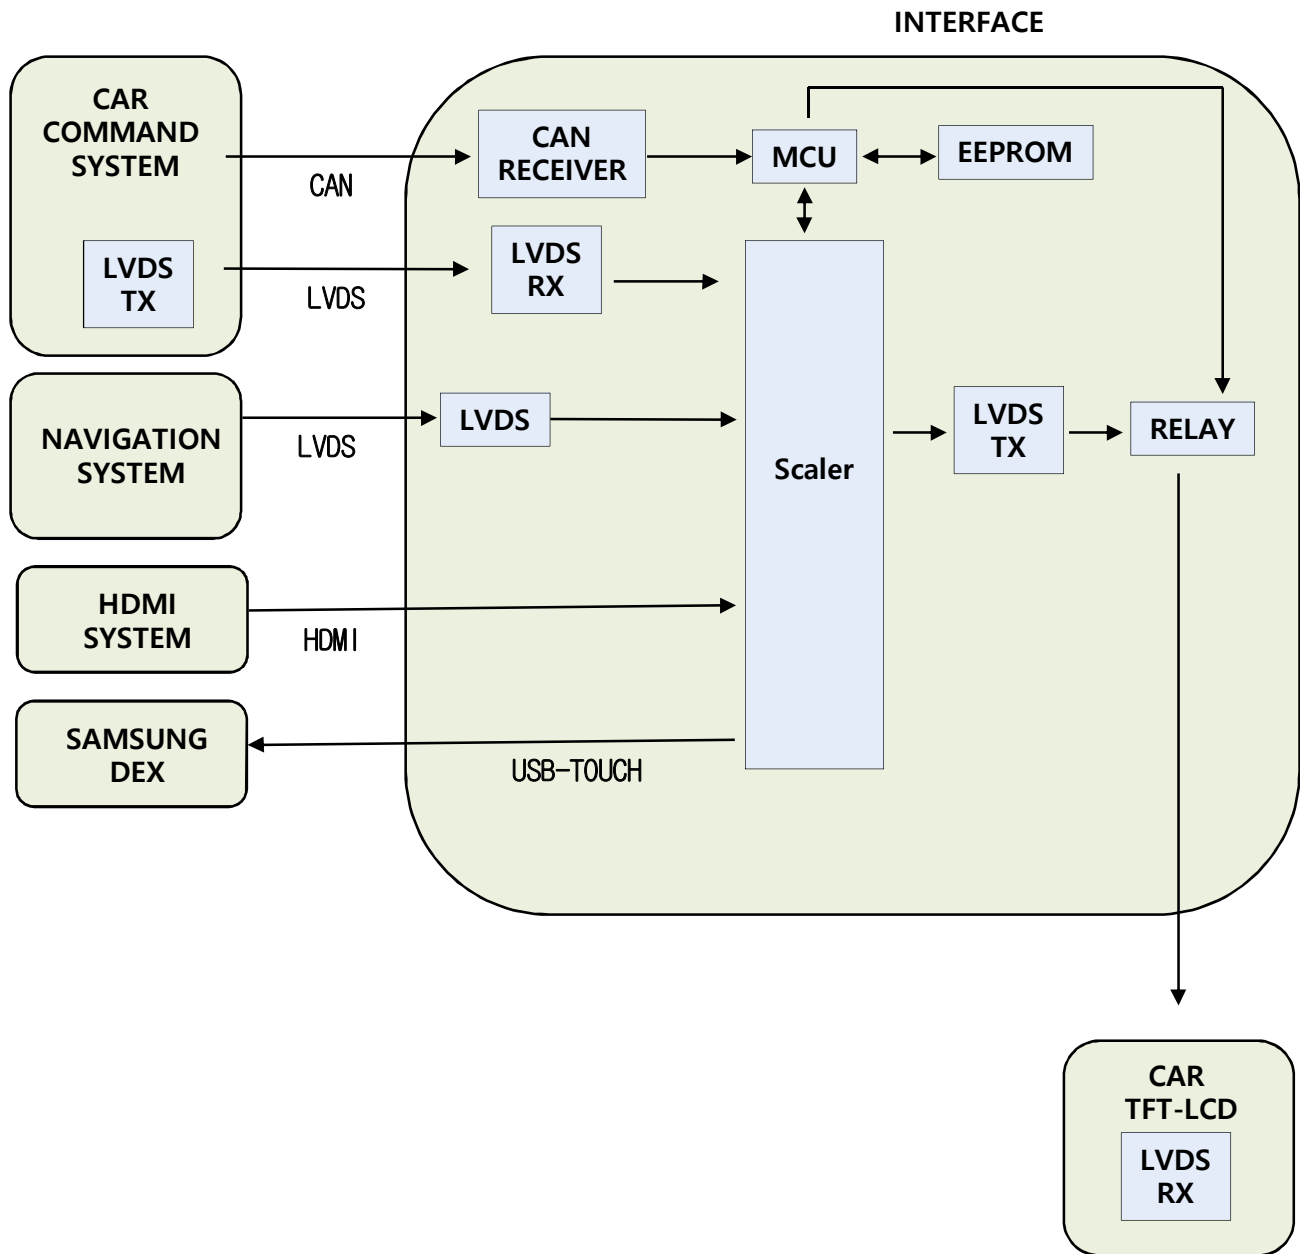 INTERFACE
CAR
COMMAND
SYSTEM
LVDS
TX
CAN
LVDS
CAN
RECEIVER
MCU
EEPROM
LVDS
RX
NAVIGATION
SYSTEM
LVDS
LVDS
Scaler
LVDS
TX
RELAY
HDMI
SYSTEM
HDMI
SAMSUNG
DEX
USB-TOUCH
CAR
TFT-LCD
LVDS
RX